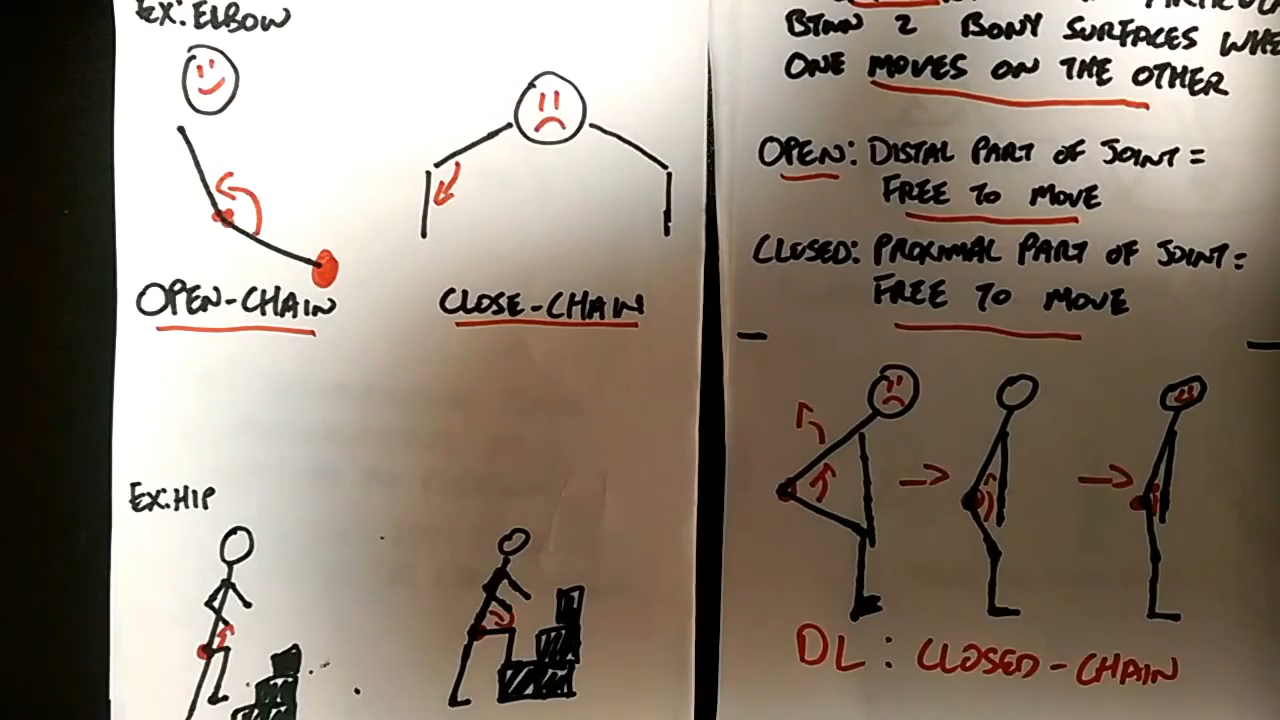 EX: ELBOW
OPEN-CHAIN
CLOSE-CHAIN
EX: HIP
BTWN 2 BONY SURFACES
ONE MOVES ON THE OTHER
OPEN: DISTAL PART OF JOINT =
FREE TO MOVE
CLOSED: PROXIMAL PART OF JOINT =
FREE TO MOVE
DL: CLOSED-CHAIN